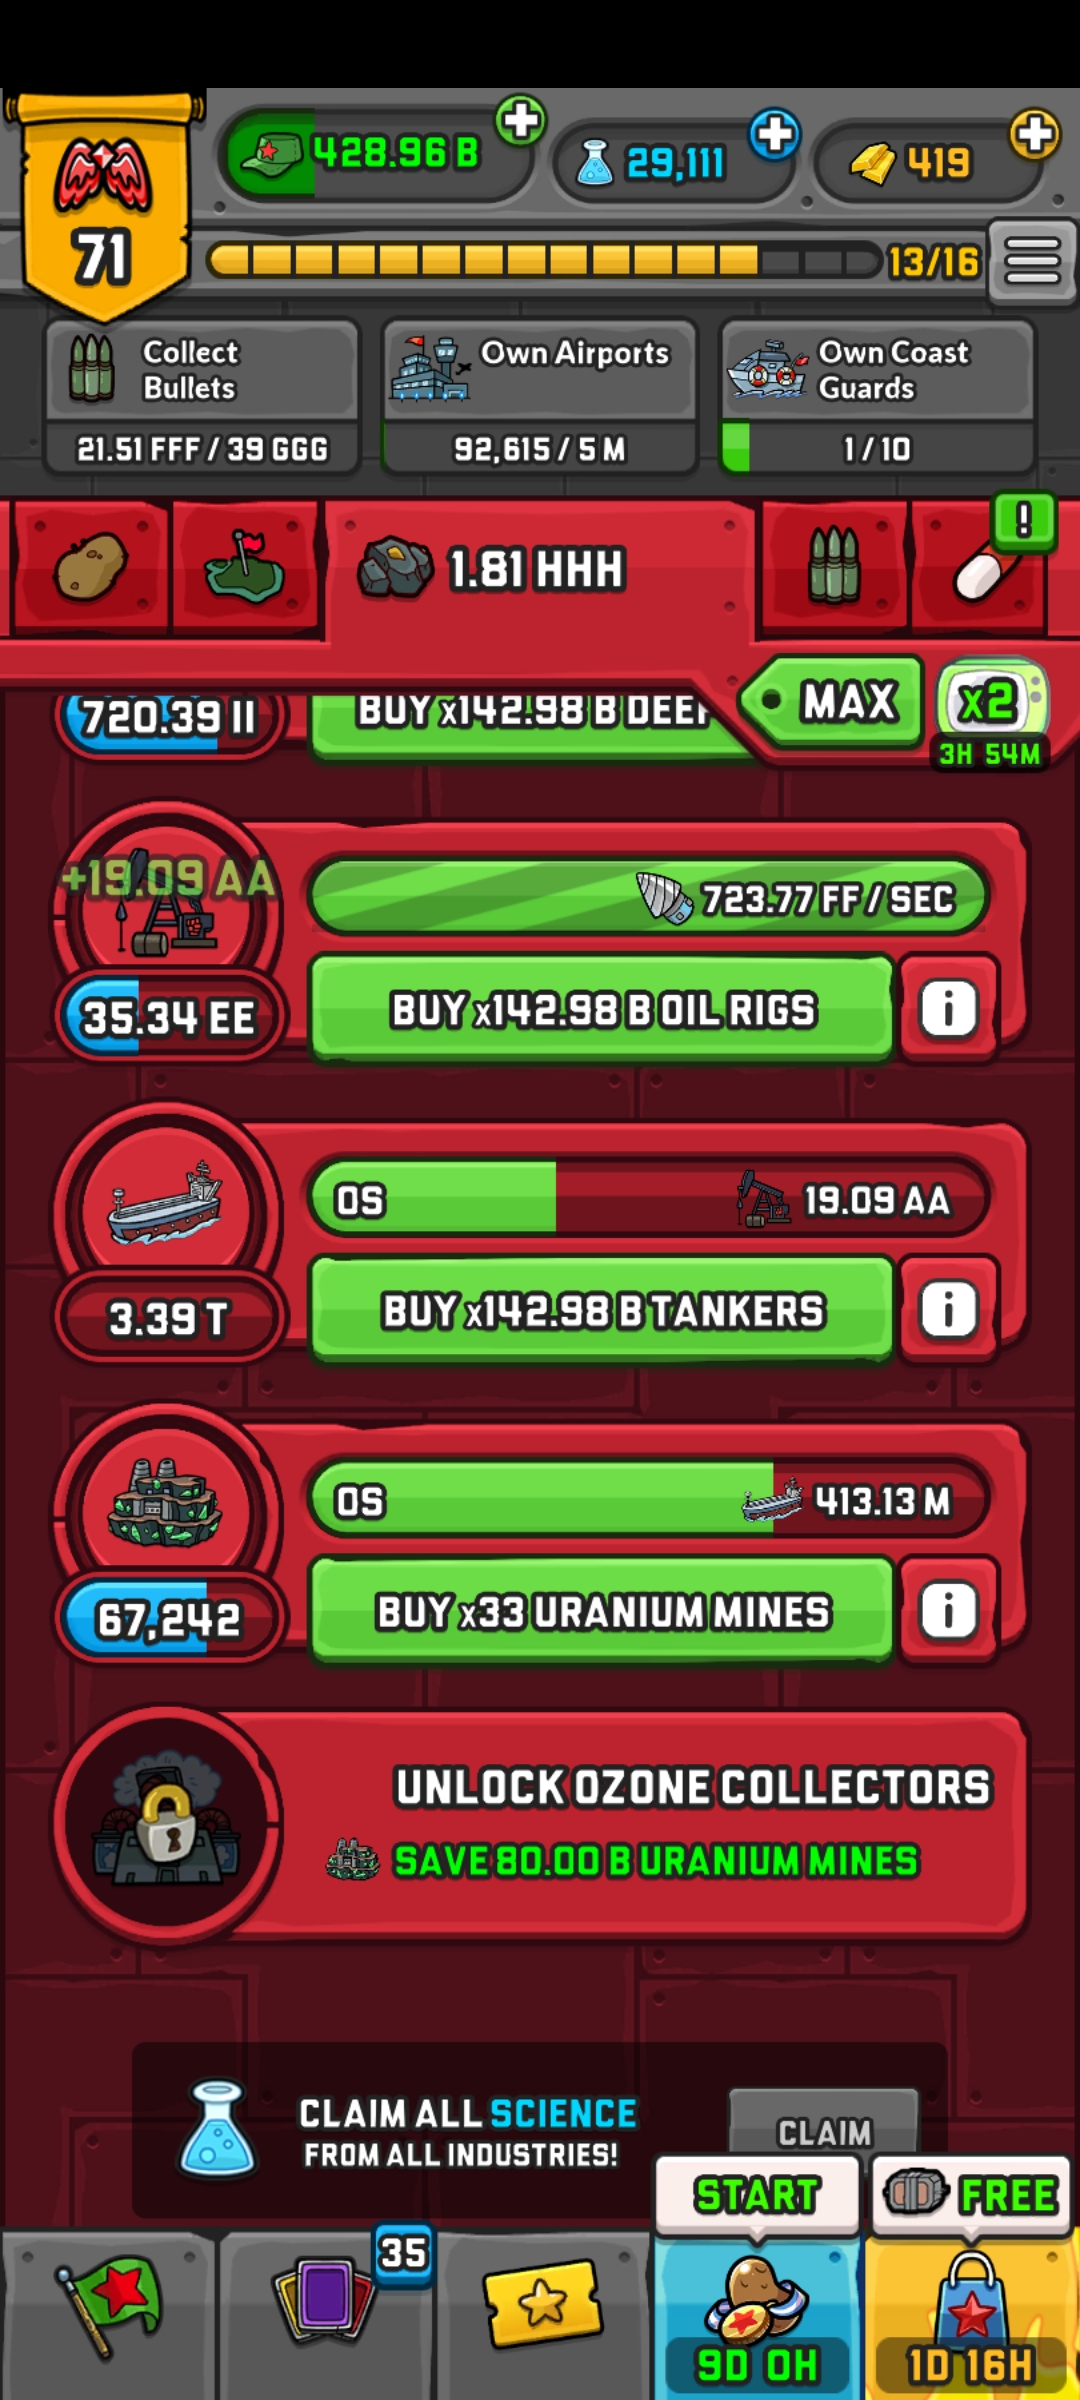 428.96 B
29,111
419
71
13/16
Collect
Bullets
21.51 FFF / 39 GGG
Own Airports
92,615 / 5 M
Own Coast
Guards
1 / 10
1.81 HHH
!
MAX
x2
3H 54M
720.39 II
BUY x142.98 B DEEP
+19.09 AA
723.77 FF / SEC
35.34 EE
BUY x142.98 B OIL RIGS
i
0S
19.09 AA
3.39 T
BUY x142.98 B TANKERS
i
0S
413.13 M
67,242
BUY x33 URANIUM MINES
i
UNLOCK OZONE COLLECTORS
SAVE 80.00 B URANIUM MINES
CLAIM ALL SCIENCE
FROM ALL INDUSTRIES!
CLAIM
START
FREE
35
9D 0H
1D 16H